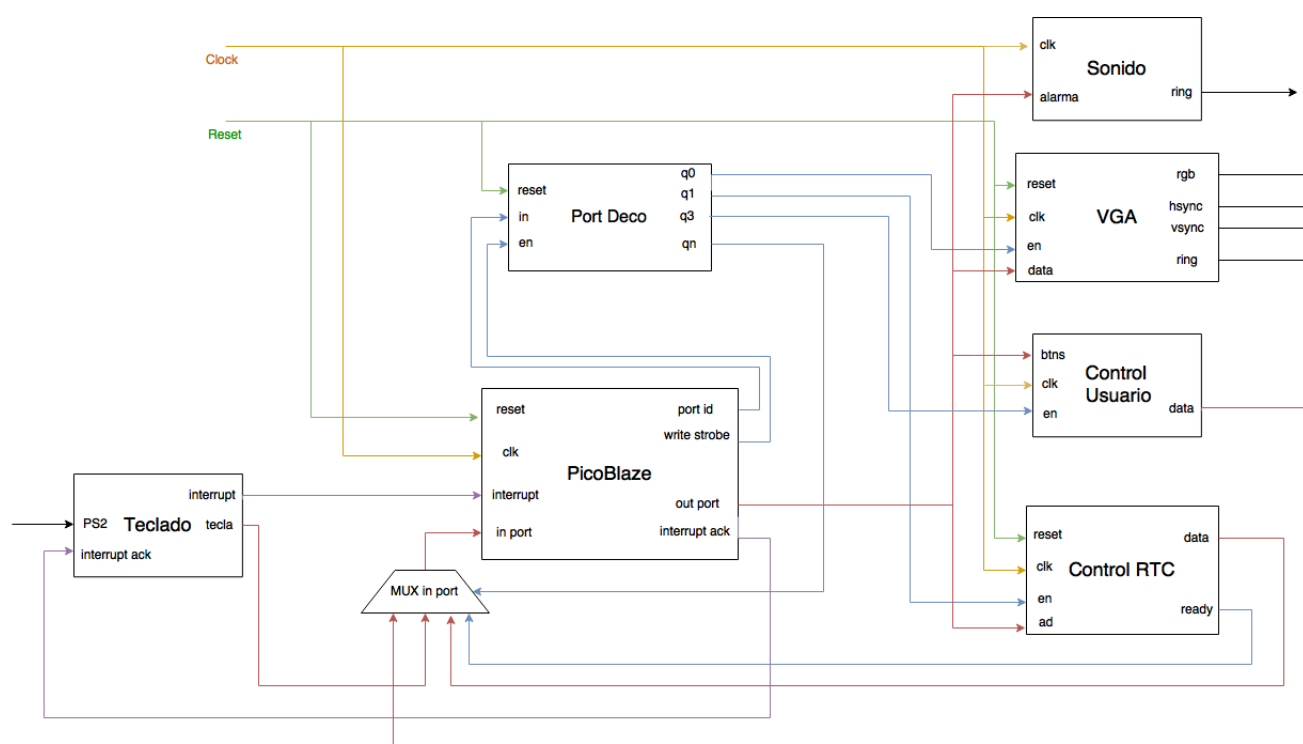 Clock
Reset
clk
Sonido
alarma
ring
reset
in
en
Port Deco
q0
q1
q3
qn
reset
clk
en
data
VGA
rgb
hsync
vsync
ring
btns
clk
en
Control
Usuario
data
reset
clk
interrupt
in port
PicoBlaze
port id
write strobe
out port
interrupt ack
PS2
interrupt ack
Teclado
interrupt
tecla
MUX in port
reset
clk
en
ad
Control RTC
data
ready